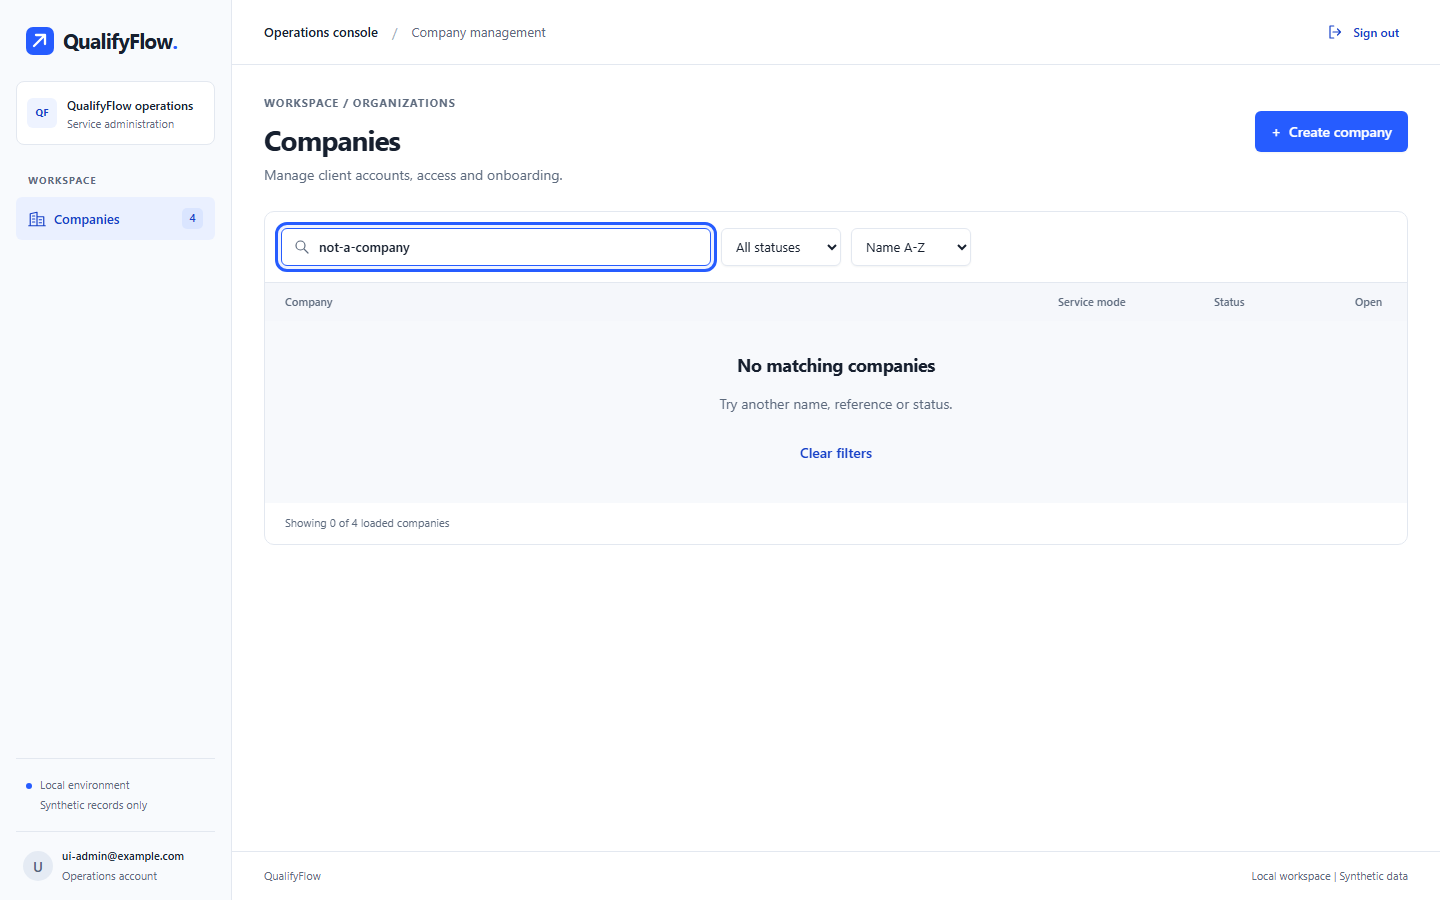 QualifyFlow.
QF
QualifyFlow operations
Service administration
WORKSPACE
Companies 4
Local environment
Synthetic records only
U
ui-admin@example.com
Operations account
Operations console / Company management
Sign out
WORKSPACE / ORGANIZATIONS
Companies
Manage client accounts, access and onboarding.
+ Create company
not-a-company All statuses Name A-Z
Company Service mode Status Open
No matching companies
Try another name, reference or status.
Clear filters
Showing 0 of 4 loaded companies
QualifyFlow Local workspace | Synthetic data